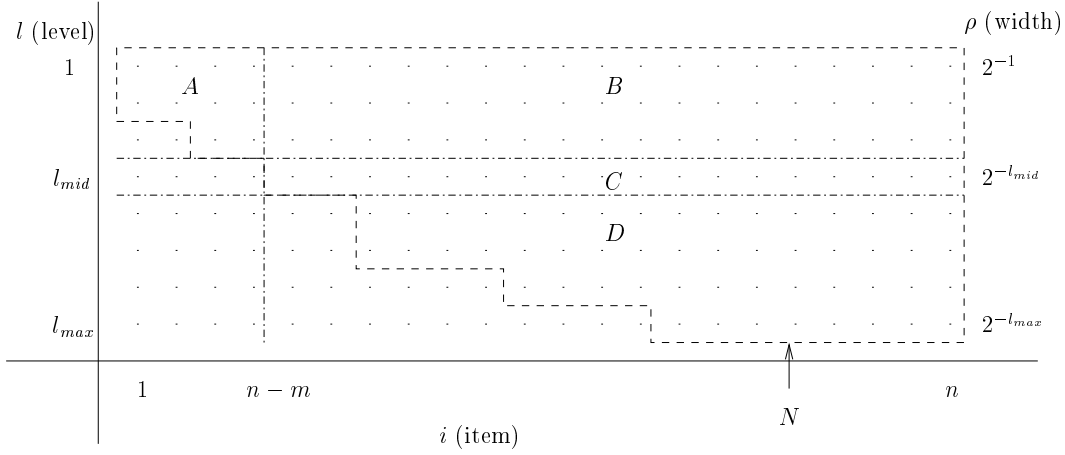 l (level) ρ (width)
1 A B 2^{-1}
l_{mid} C 2^{-l_{mid}}
D
l_{max} 2^{-l_{max}}
1 n − m n
N
i (item)